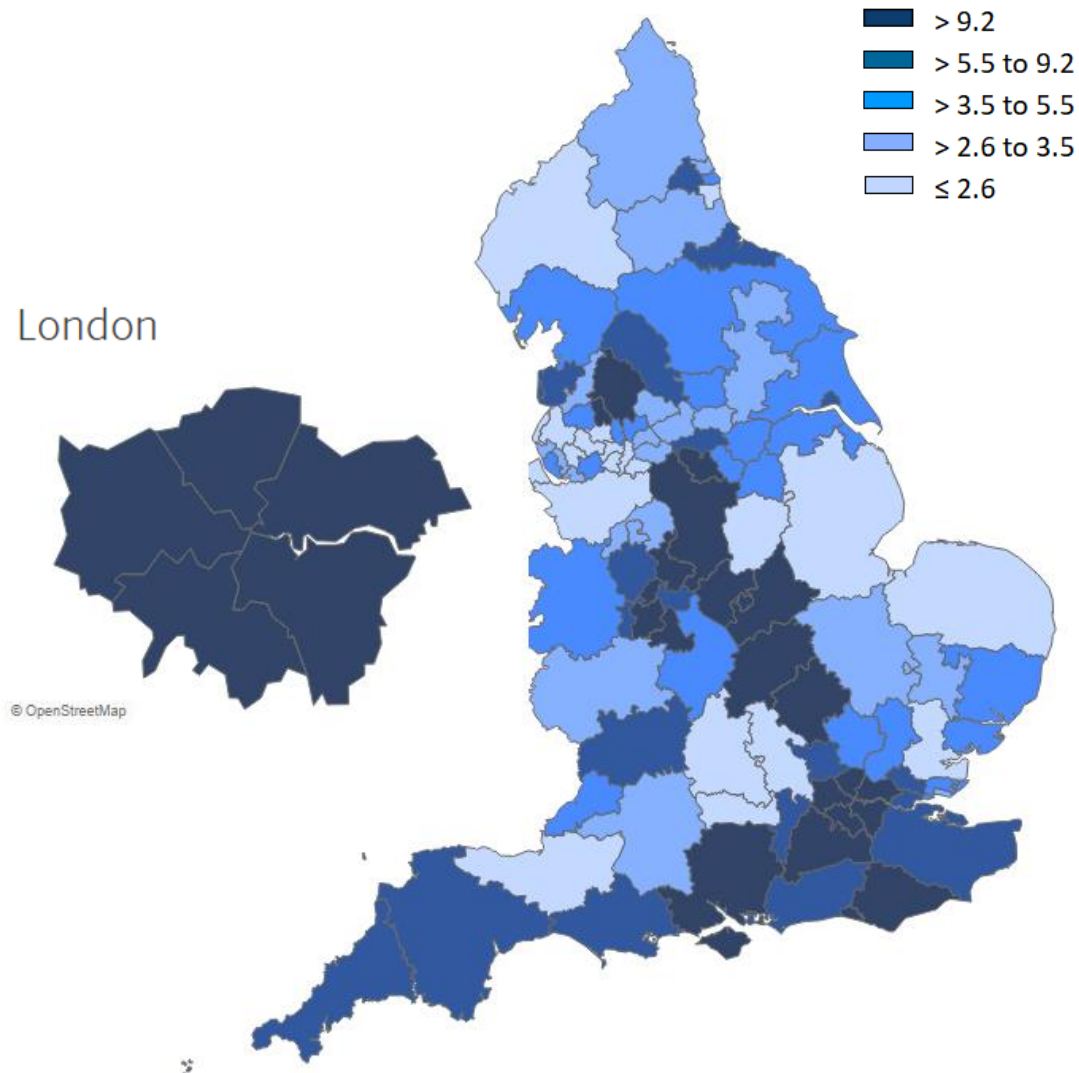 > 9.2
> 5.5 to 9.2
> 3.5 to 5.5
> 2.6 to 3.5
≤ 2.6
London
© OpenStreetMap